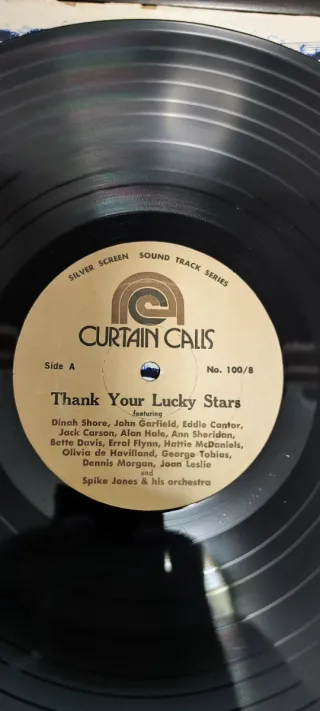 SILVER SCREEN SOUND TRACK SERIES
CURTAIN CALLS
Side A No. 100/8
Thank Your Lucky Stars
featuring
Dinah Shore, John Garfield, Eddie Cantor,
Jack Carson, Alan Hale, Ann Sheridan,
Bette Davis, Errol Flynn, Hattie McDaniels,
Olivia de Havilland, George Tobias,
Dennis Morgan, Joan Leslie
and
Spike Jones & his orchestra